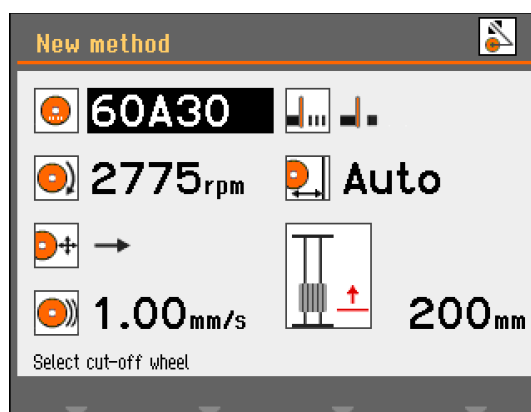 New method
60A30
2775rpm Auto
1.00mm/s 200mm
Select cut-off wheel